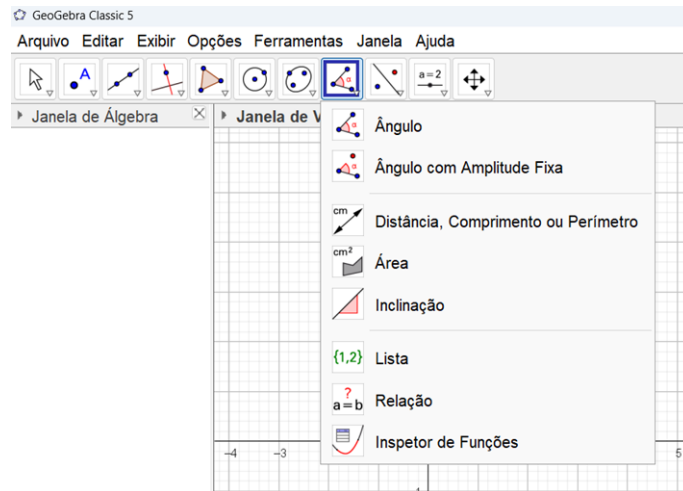 GeoGebra Classic 5
Arquivo Editar Exibir Opções Ferramentas Janela Ajuda
A α a=2
Janela de Álgebra
Janela de V
α Ângulo
α Ângulo com Amplitude Fixa
cm Distância, Comprimento ou Perímetro
cm² Área
Inclinação
{1,2} Lista
? a=b Relação
Inspetor de Funções
-4 -3 5